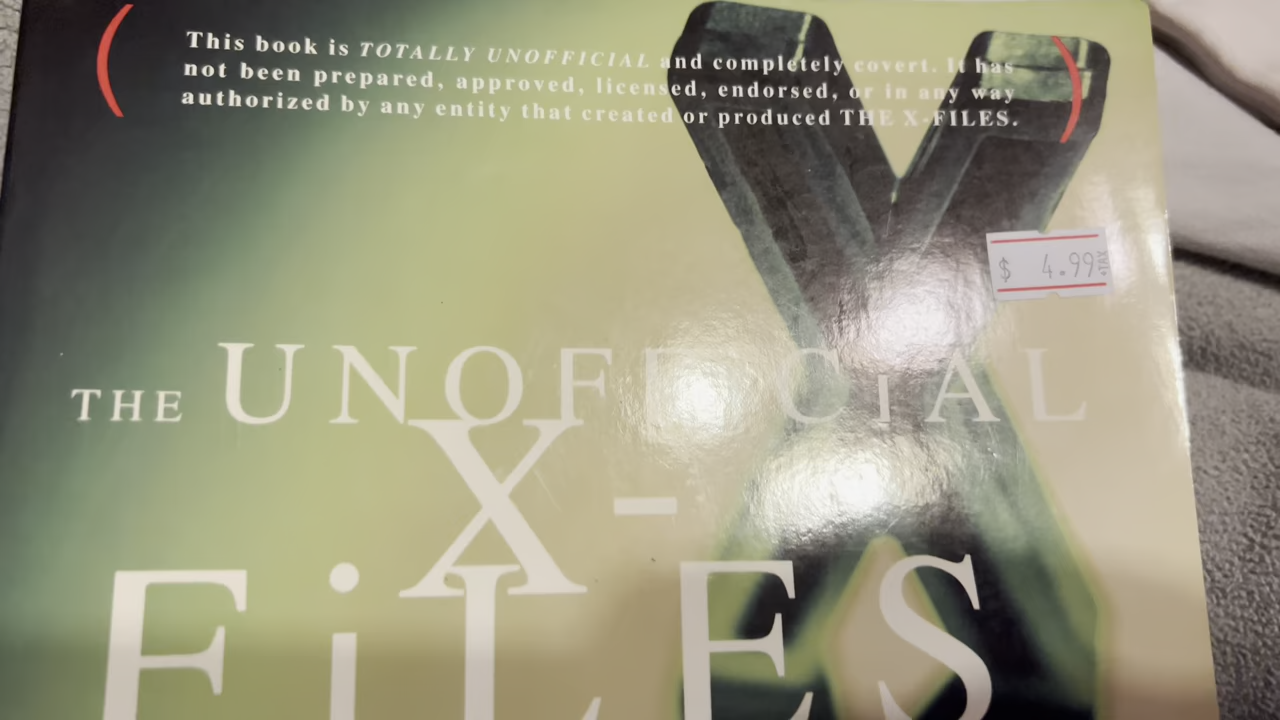 This book is TOTALLY UNOFFICIAL and completely covert. It has
not been prepared, approved, licensed, endorsed, or in any way
authorized by any entity that created or produced THE X-FILES.
$ 4.99 .TAX
THE UNOFFICIAL
X-
FiLES